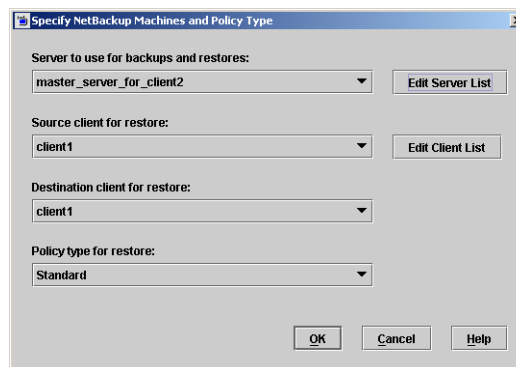 Specify NetBackup Machines and Policy Type
Server to use for backups and restores:
master_server_for_client2
Edit Server List
Source client for restore:
client1
Edit Client List
Destination client for restore:
client1
Policy type for restore:
Standard
OK
Cancel
Help